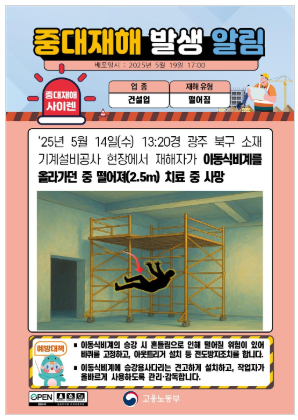 중대재해 발생 알림
배포일시 : 2025년 5월 19일 17:00
중대재해
사이렌
업 종
재해 유형
건설업
떨어짐
'25년 5월 14일(수) 13:20경 광주 북구 소재
기계설비공사 현장에서 재해자가 이동식비계를
올라가던 중 떨어져(2.5m) 치료 중 사망
예방대책
▪ 이동식비계의 승강 시 흔들림으로 인해 떨어질 위험이 있어
바퀴를 고정하고, 아웃트리거 설치 등 전도방지조치를 합니다.
▪ 이동식비계에 승강용사다리는 견고하게 설치하고, 작업자가
올바르게 사용하도록 관리·감독합니다.
OPEN
고용노동부